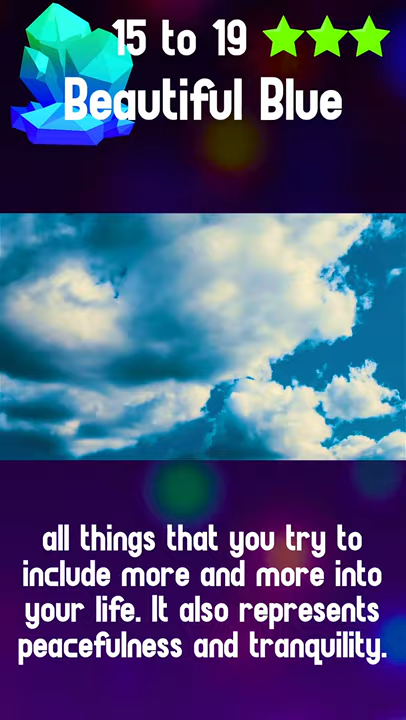 15 to 19
Beautiful Blue
all things that you try to
include more and more into
your life. It also represents
peacefulness and tranquility.